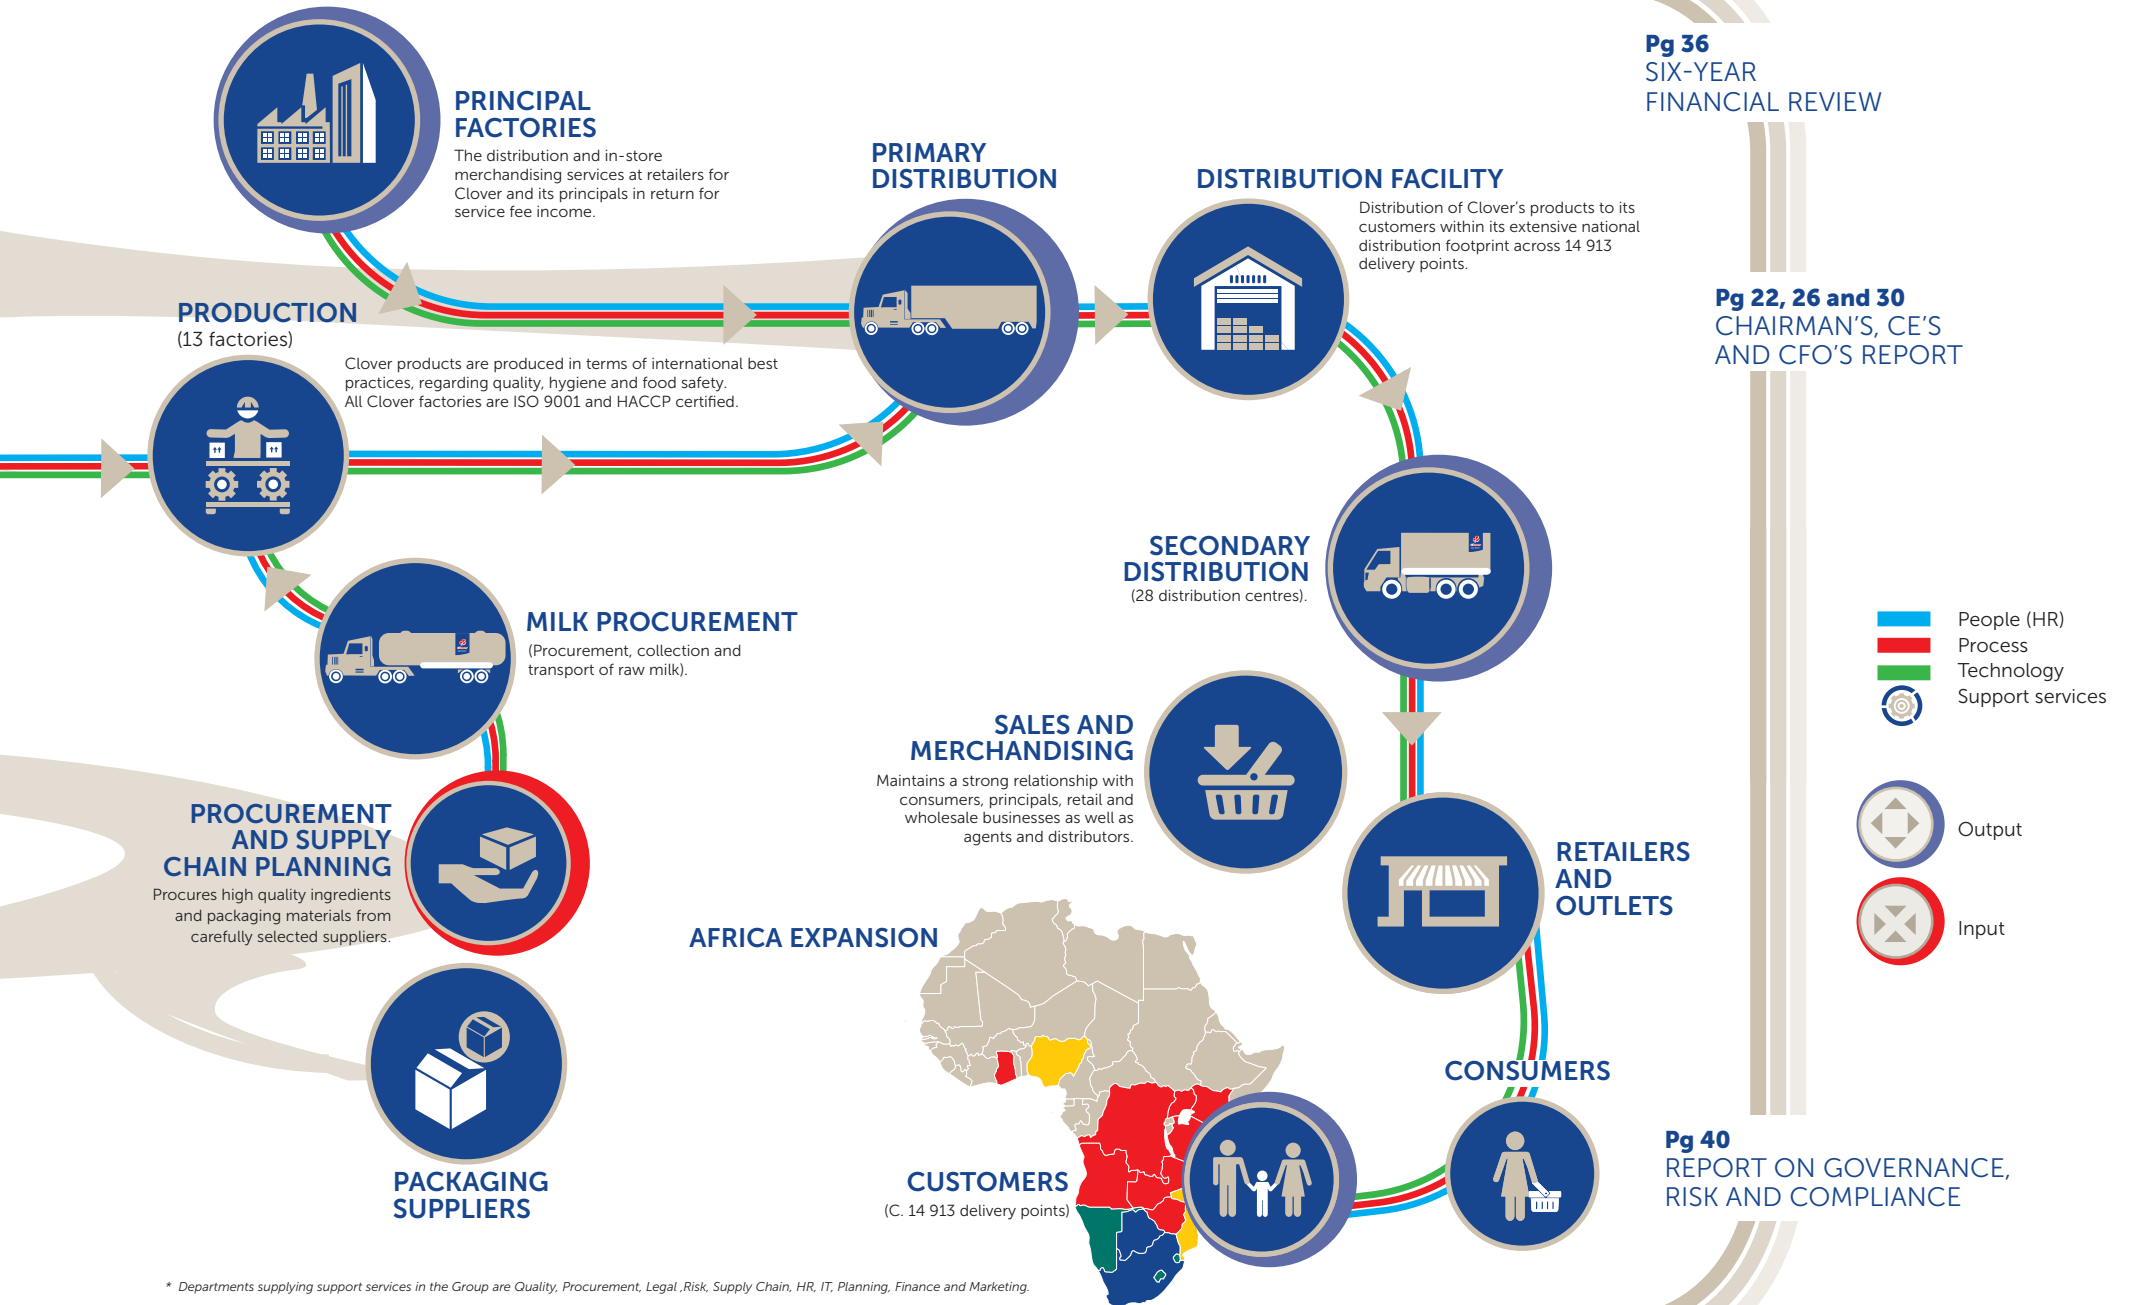 PRINCIPAL
FACTORIES
The distribution and in-store
merchandising services at retailers for
Clover and its principals in return for
service fee income.
PRIMARY
DISTRIBUTION
DISTRIBUTION FACILITY
Distribution of Clover's products to its
customers within its extensive national
distribution footprint across 14 913
delivery points.
Pg 36
SIX-YEAR
FINANCIAL REVIEW
Pg 22, 26 and 30
CHAIRMAN'S, CE'S
AND CFO'S REPORT
PRODUCTION
(13 factories)
Clover products are produced in terms of international best
practices, regarding quality, hygiene and food safety.
All Clover factories are ISO 9001 and HACCP certified.
SECONDARY
DISTRIBUTION
(28 distribution centres).
MILK PROCUREMENT
(Procurement, collection and
transport of raw milk).
People (HR)
Process
Technology
Support services
Output
Input
SALES AND
MERCHANDISING
Maintains a strong relationship with
consumers, principals, retail and
wholesale businesses as well as
agents and distributors.
PROCUREMENT
AND SUPPLY
CHAIN PLANNING
Procures high quality ingredients
and packaging materials from
carefully selected suppliers.
RETAILERS
AND
OUTLETS
AFRICA EXPANSION
CONSUMERS
PACKAGING
SUPPLIERS
CUSTOMERS
(C. 14 913 delivery points)
Pg 40
REPORT ON GOVERNANCE,
RISK AND COMPLIANCE
* Departments supplying support services in the Group are Quality, Procurement, Legal ,Risk, Supply Chain, HR, IT, Planning, Finance and Marketing.